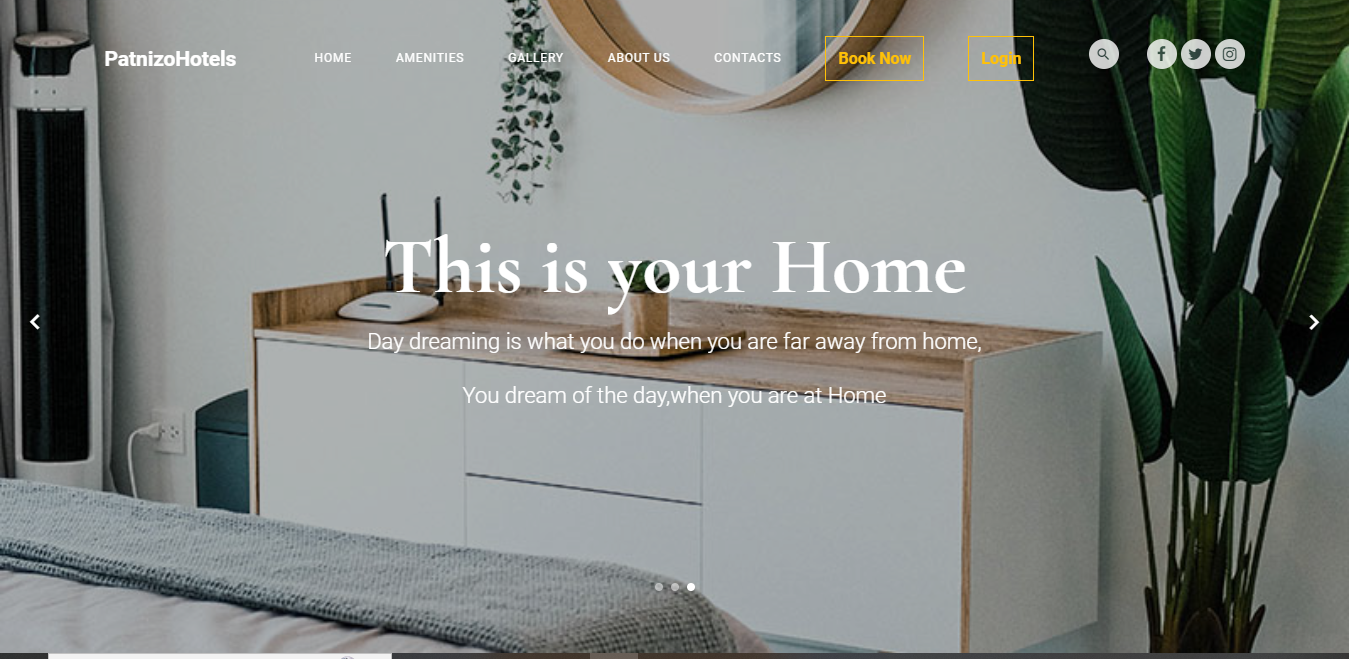 PatnizoHotels
HOME
AMENITIES
GALLERY
ABOUT US
CONTACTS
Book Now
Login
This is your Home
Day dreaming is what you do when you are far away from home,
You dream of the day,when you are at Home